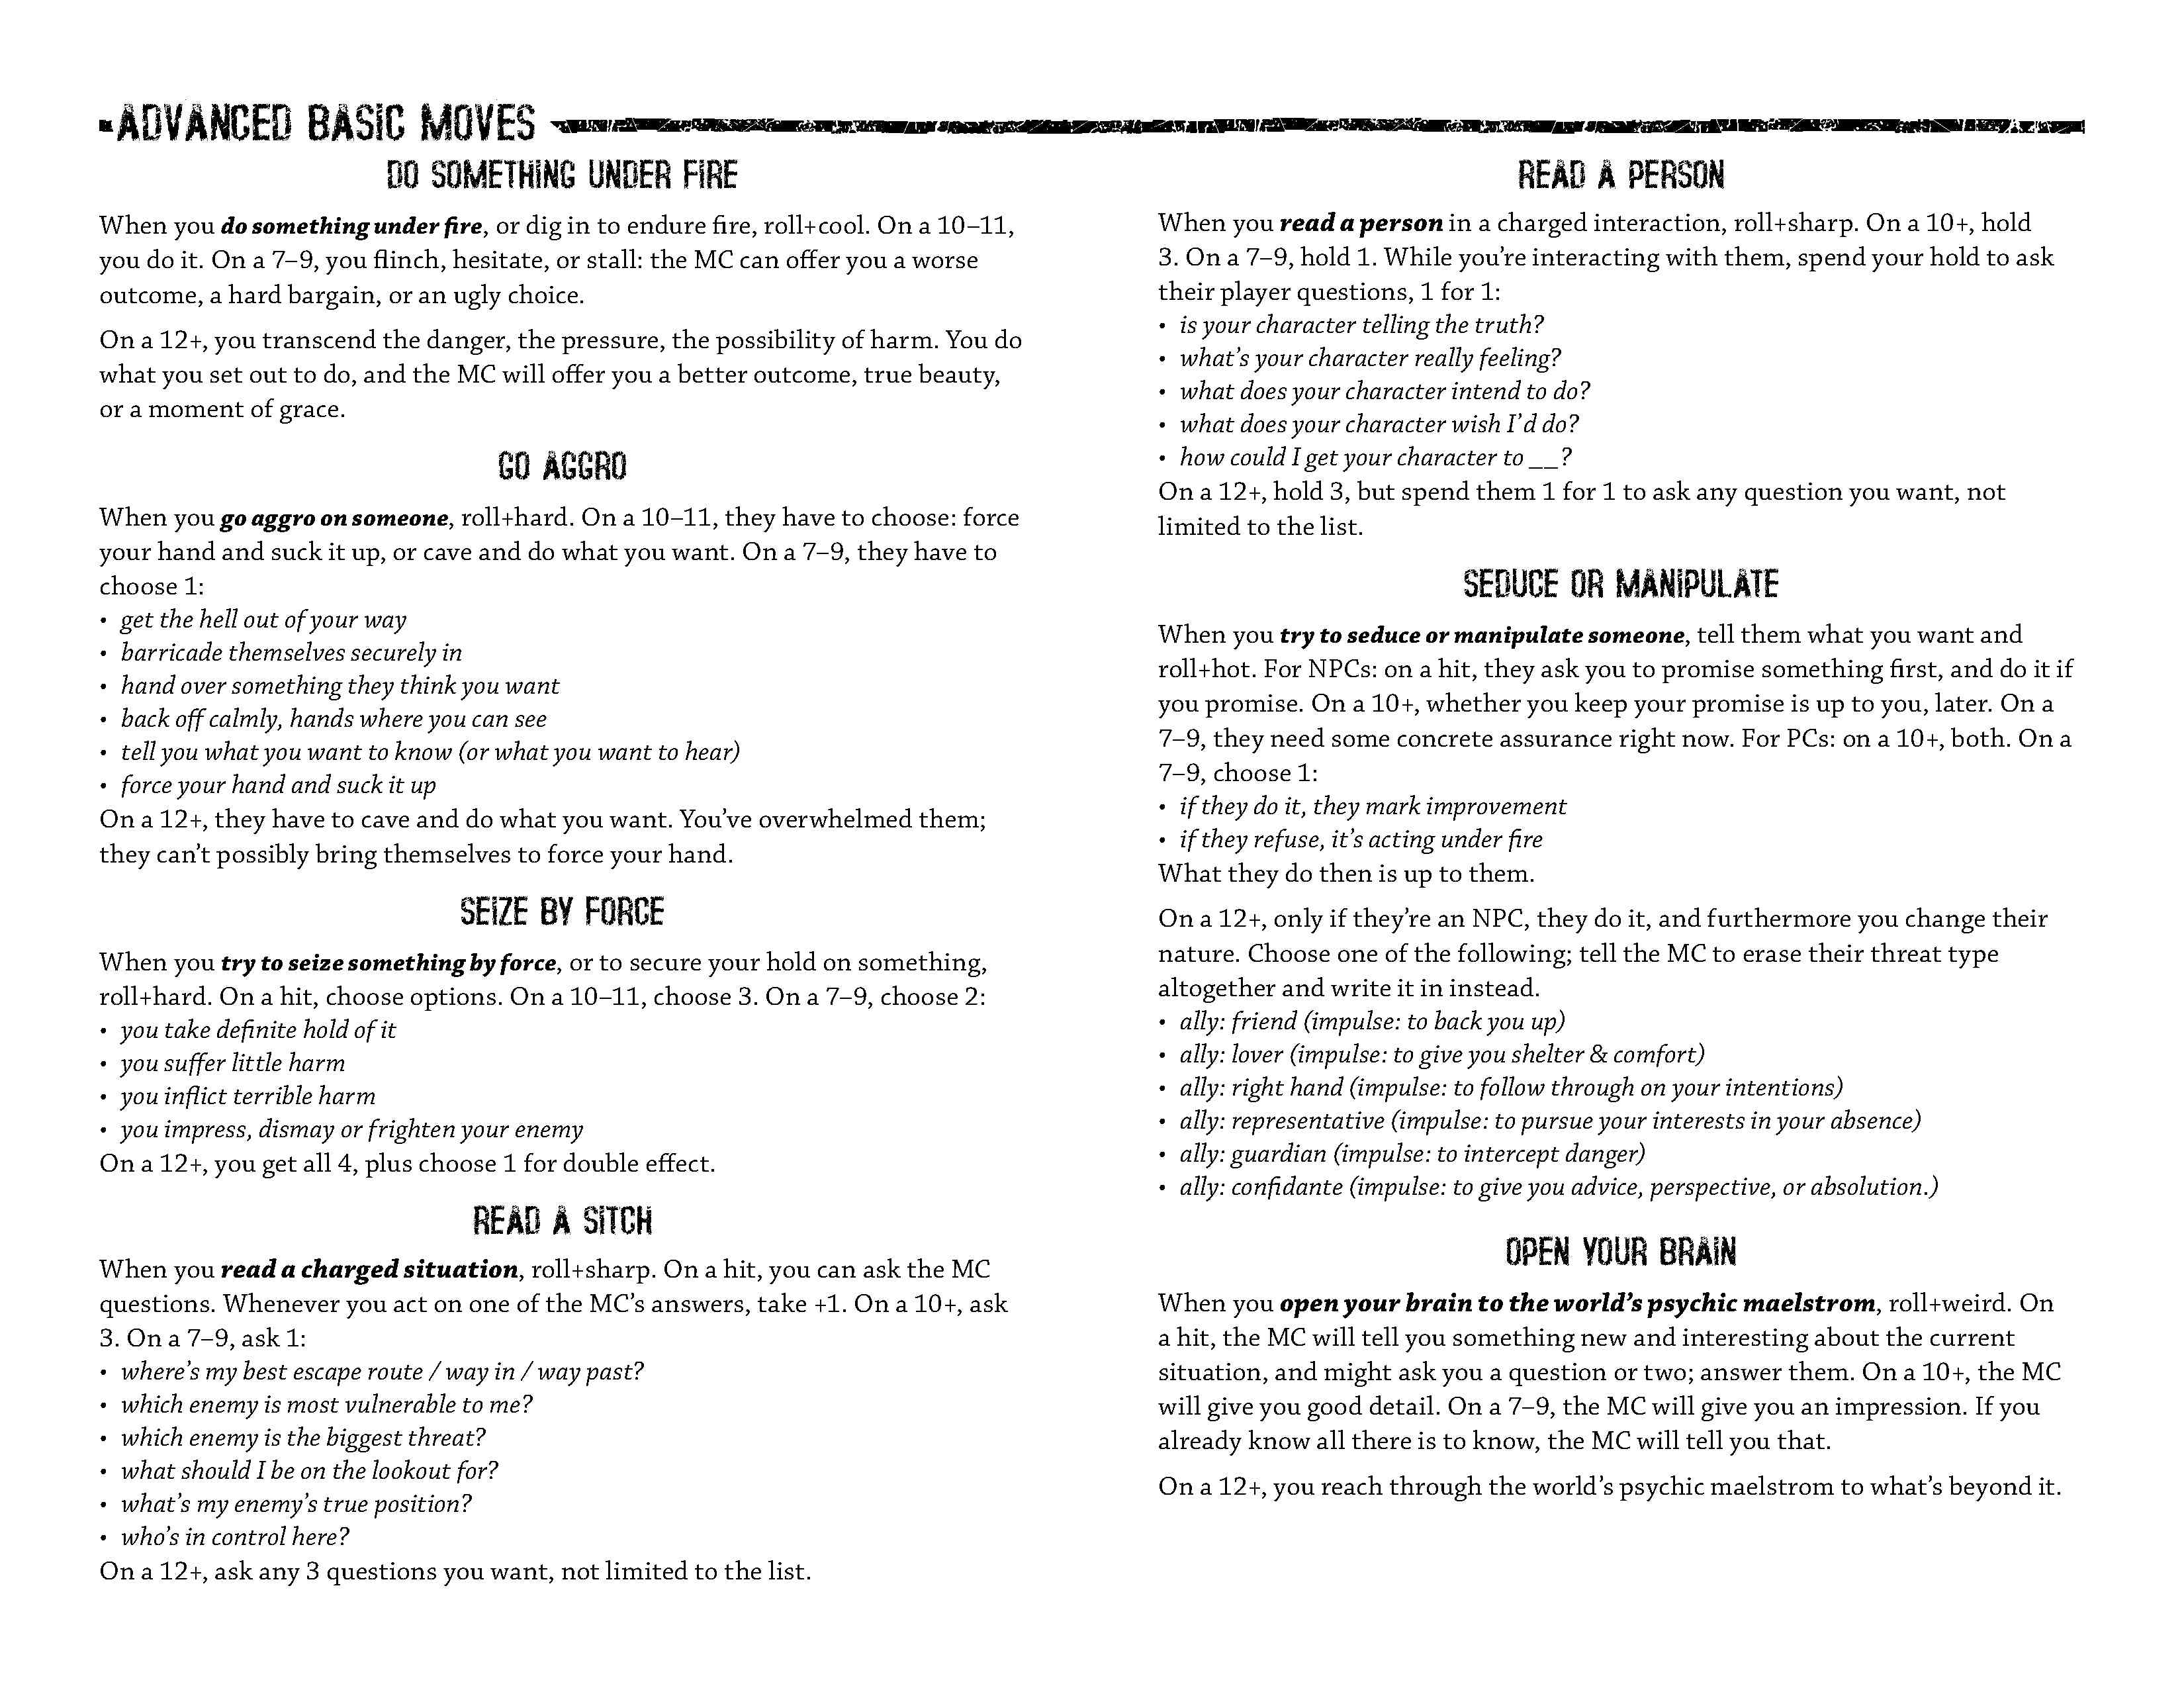 ADVANCED BASIC MOVES
DO SOMETHING UNDER FIRE
When you do something under fire, or dig in to endure fire, roll+cool. On a 10–11,
you do it. On a 7–9, you flinch, hesitate, or stall: the MC can offer you a worse
outcome, a hard bargain, or an ugly choice.
On a 12+, you transcend the danger, the pressure, the possibility of harm. You do
what you set out to do, and the MC will offer you a better outcome, true beauty,
or a moment of grace.
GO AGGRO
When you go aggro on someone, roll+hard. On a 10–11, they have to choose: force
your hand and suck it up, or cave and do what you want. On a 7–9, they have to
choose 1:
• get the hell out of your way
• barricade themselves securely in
• hand over something they think you want
• back off calmly, hands where you can see
• tell you what you want to know (or what you want to hear)
• force your hand and suck it up
On a 12+, they have to cave and do what you want. You've overwhelmed them;
they can't possibly bring themselves to force your hand.
SEIZE BY FORCE
When you try to seize something by force, or to secure your hold on something,
roll+hard. On a hit, choose options. On a 10–11, choose 3. On a 7–9, choose 2:
• you take definite hold of it
• you suffer little harm
• you inflict terrible harm
• you impress, dismay or frighten your enemy
On a 12+, you get all 4, plus choose 1 for double effect.
READ A SITCH
When you read a charged situation, roll+sharp. On a hit, you can ask the MC
questions. Whenever you act on one of the MC's answers, take +1. On a 10+, ask
3. On a 7–9, ask 1:
• where's my best escape route / way in / way past?
• which enemy is most vulnerable to me?
• which enemy is the biggest threat?
• what should I be on the lookout for?
• what's my enemy's true position?
• who's in control here?
On a 12+, ask any 3 questions you want, not limited to the list.
READ A PERSON
When you read a person in a charged interaction, roll+sharp. On a 10+, hold
3. On a 7–9, hold 1. While you're interacting with them, spend your hold to ask
their player questions, 1 for 1:
• is your character telling the truth?
• what's your character really feeling?
• what does your character intend to do?
• what does your character wish I'd do?
• how could I get your character to __?
On a 12+, hold 3, but spend them 1 for 1 to ask any question you want, not
limited to the list.
SEDUCE OR MANIPULATE
When you try to seduce or manipulate someone, tell them what you want and
roll+hot. For NPCs: on a hit, they ask you to promise something first, and do it if
you promise. On a 10+, whether you keep your promise is up to you, later. On a
7–9, they need some concrete assurance right now. For PCs: on a 10+, both. On a
7–9, choose 1:
• if they do it, they mark improvement
• if they refuse, it's acting under fire
What they do then is up to them.
On a 12+, only if they're an NPC, they do it, and furthermore you change their
nature. Choose one of the following; tell the MC to erase their threat type
altogether and write it in instead.
• ally: friend (impulse: to back you up)
• ally: lover (impulse: to give you shelter & comfort)
• ally: right hand (impulse: to follow through on your intentions)
• ally: representative (impulse: to pursue your interests in your absence)
• ally: guardian (impulse: to intercept danger)
• ally: confidante (impulse: to give you advice, perspective, or absolution.)
OPEN YOUR BRAIN
When you open your brain to the world's psychic maelstrom, roll+weird. On
a hit, the MC will tell you something new and interesting about the current
situation, and might ask you a question or two; answer them. On a 10+, the MC
will give you good detail. On a 7–9, the MC will give you an impression. If you
already know all there is to know, the MC will tell you that.
On a 12+, you reach through the world's psychic maelstrom to what's beyond it.